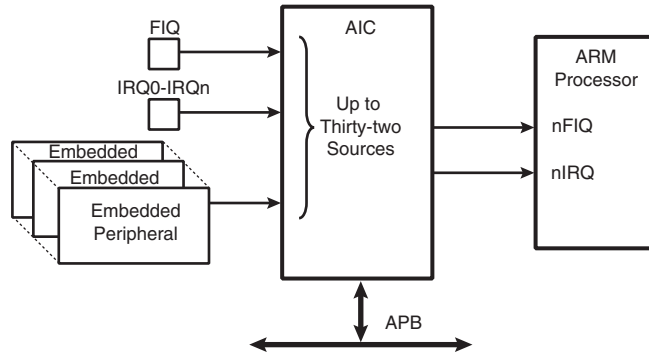 FIQ
IRQ0-IRQn
Embedded
Embedded
Embedded
Peripheral
AIC
Up to
Thirty-two
Sources
ARM
Processor
nFIQ
nIRQ
APB